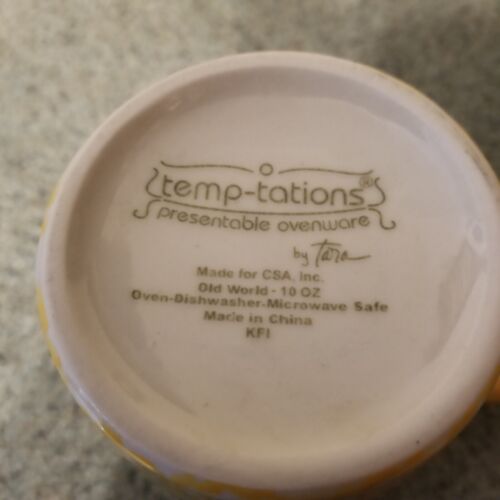 temp-tations®
presentable ovenware
by Tara
Made for CSA, Inc.
Old World - 10 OZ
Oven-Dishwasher-Microwave Safe
Made in China
KFI